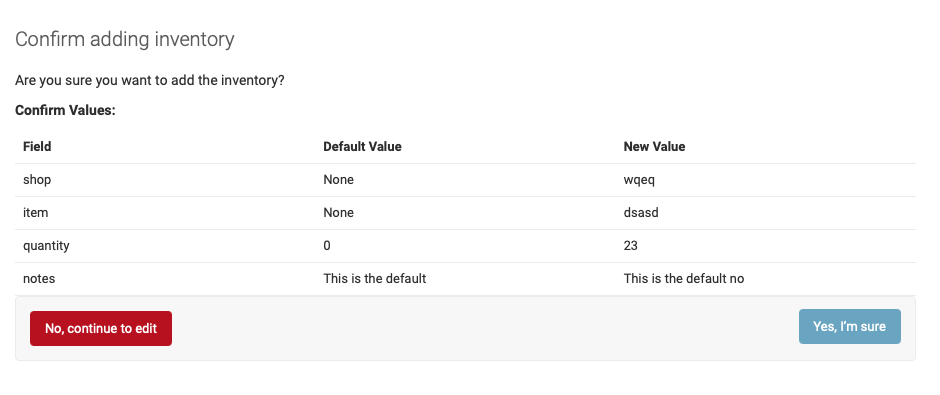 Confirm adding inventory
Are you sure you want to add the inventory?
Confirm Values:
Field Default Value New Value
shop None wqeq
item None dsasd
quantity 0 23
notes This is the default This is the default no
No, continue to edit Yes, I'm sure